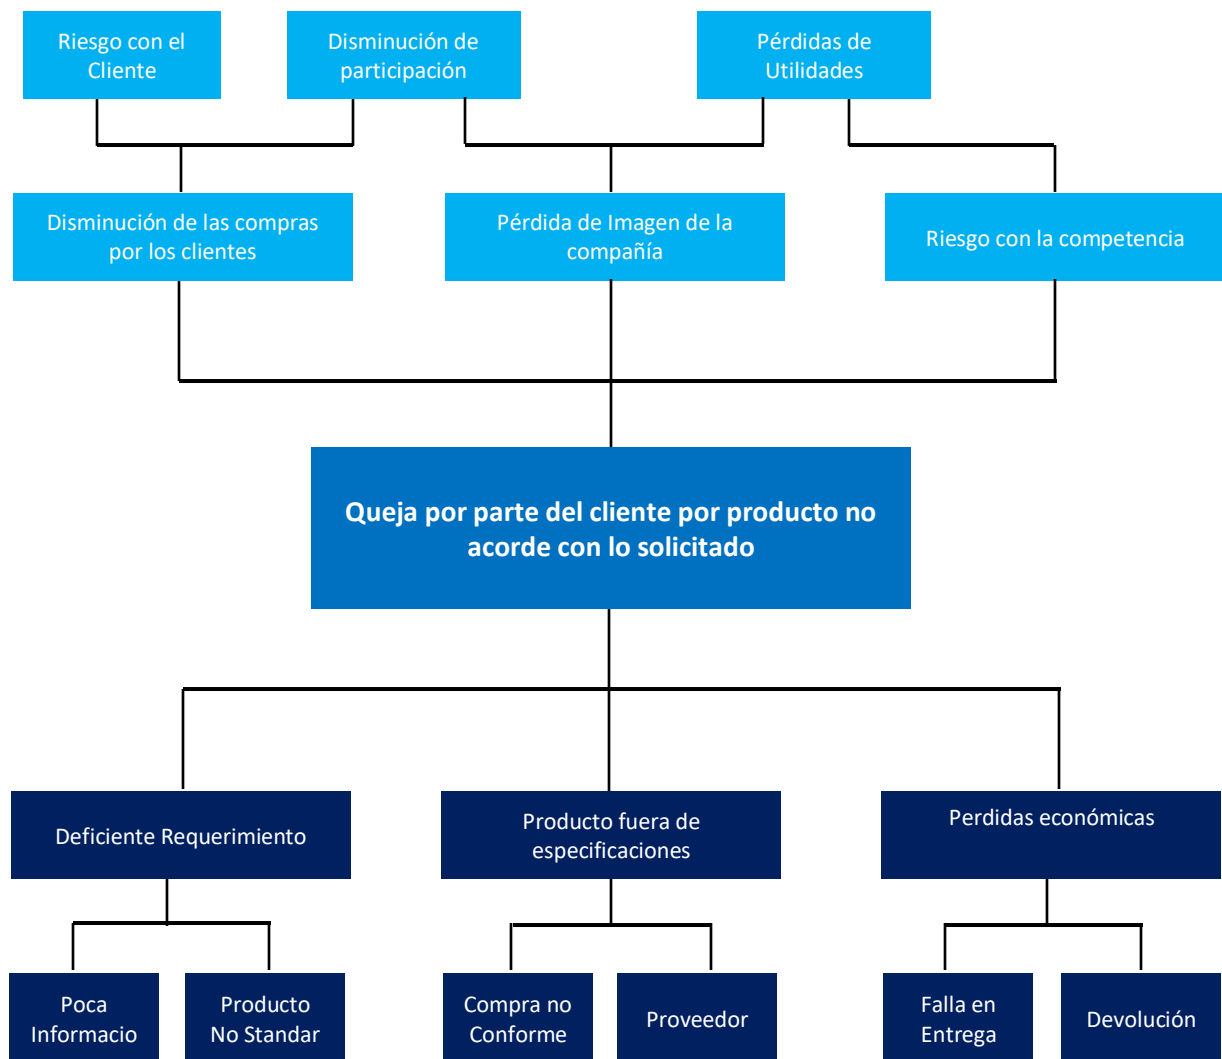 Riesgo con el
Cliente
Disminución de
participación
Pérdidas de
Utilidades
Disminución de las compras
por los clientes
Pérdida de Imagen de la
compañía
Riesgo con la competencia
Queja por parte del cliente por producto no
acorde con lo solicitado
Deficiente Requerimiento
Producto fuera de
especificaciones
Perdidas económicas
Poca
Informacio
Producto
No Standar
Compra no
Conforme
Proveedor
Falla en
Entrega
Devolución